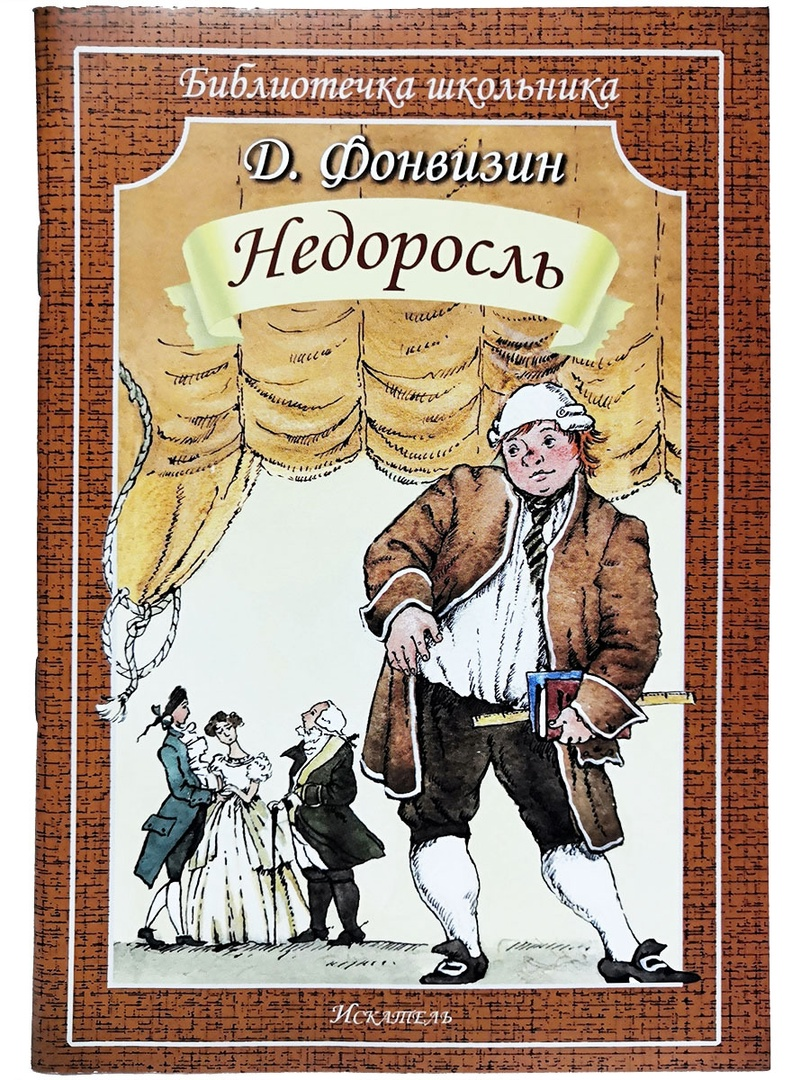 Библиотечка школьника
Д. Фонвизин
Недоросль
Искатель